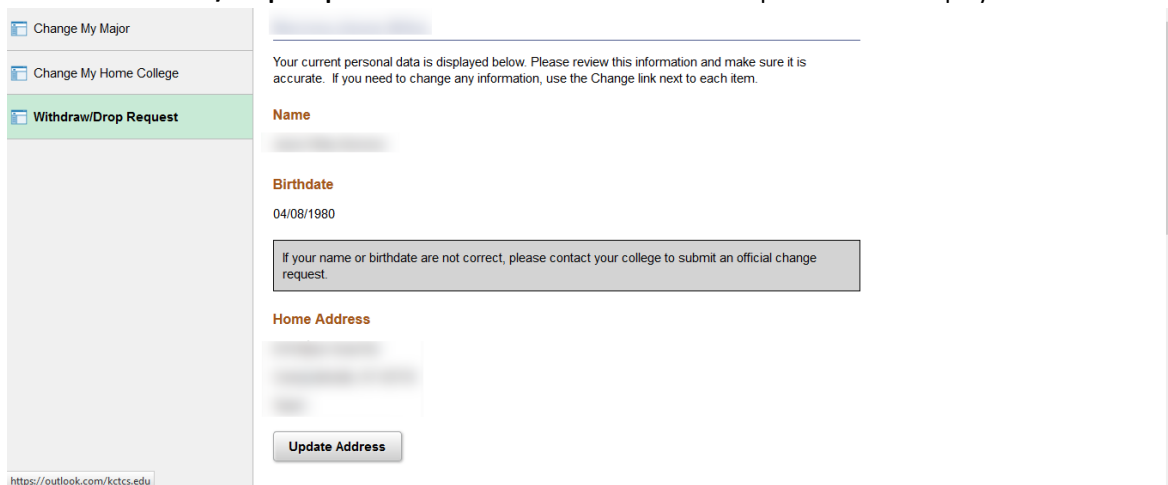 Change My Major
Your current personal data is displayed below. Please review this information and make sure it is
Change My Home College
accurate. If you need to change any information, use the Change link next to each item.
Withdraw/Drop Request
Name
Birthdate
04/08/1980
If your name or birthdate are not correct, please contact your college to submit an official change
request.
Home Address
Update Address
https://outlook.com/kctcs.edu